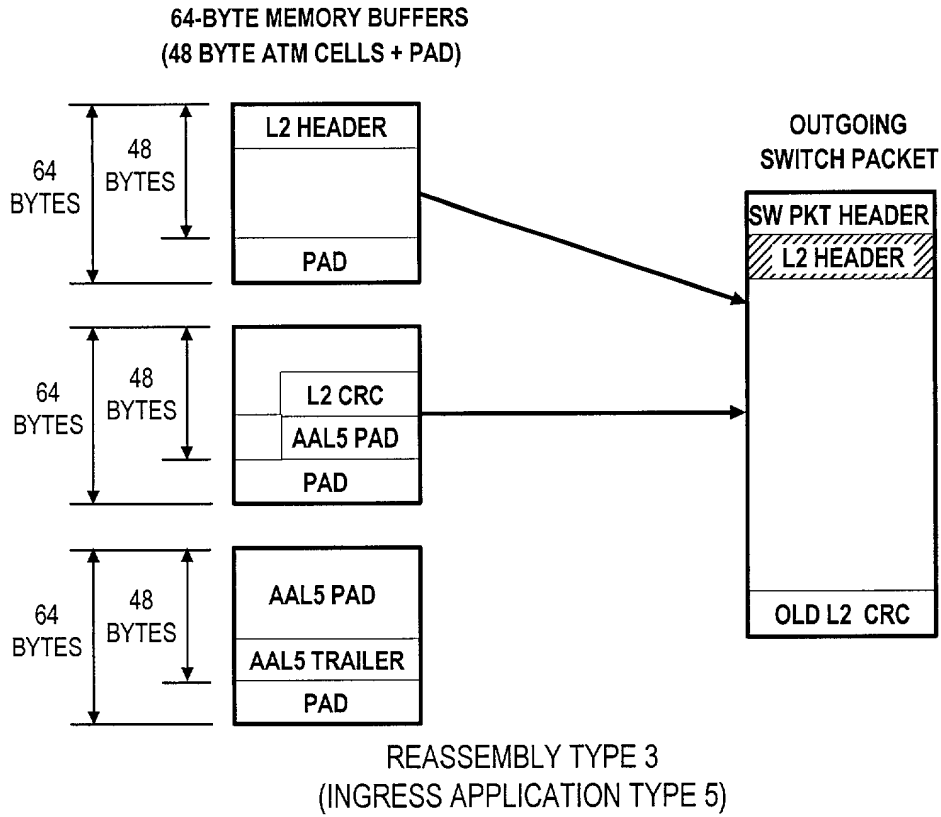 64-BYTE MEMORY BUFFERS
(48 BYTE ATM CELLS + PAD)
64
BYTES
48
BYTES
L2 HEADER
PAD
64
BYTES
48
BYTES
L2 CRC
AAL5 PAD
PAD
64
BYTES
48
BYTES
AAL5 PAD
AAL5 TRAILER
PAD
OUTGOING
SWITCH PACKET
SW PKT HEADER
L2 HEADER
OLD L2 CRC
REASSEMBLY TYPE 3
(INGRESS APPLICATION TYPE 5)